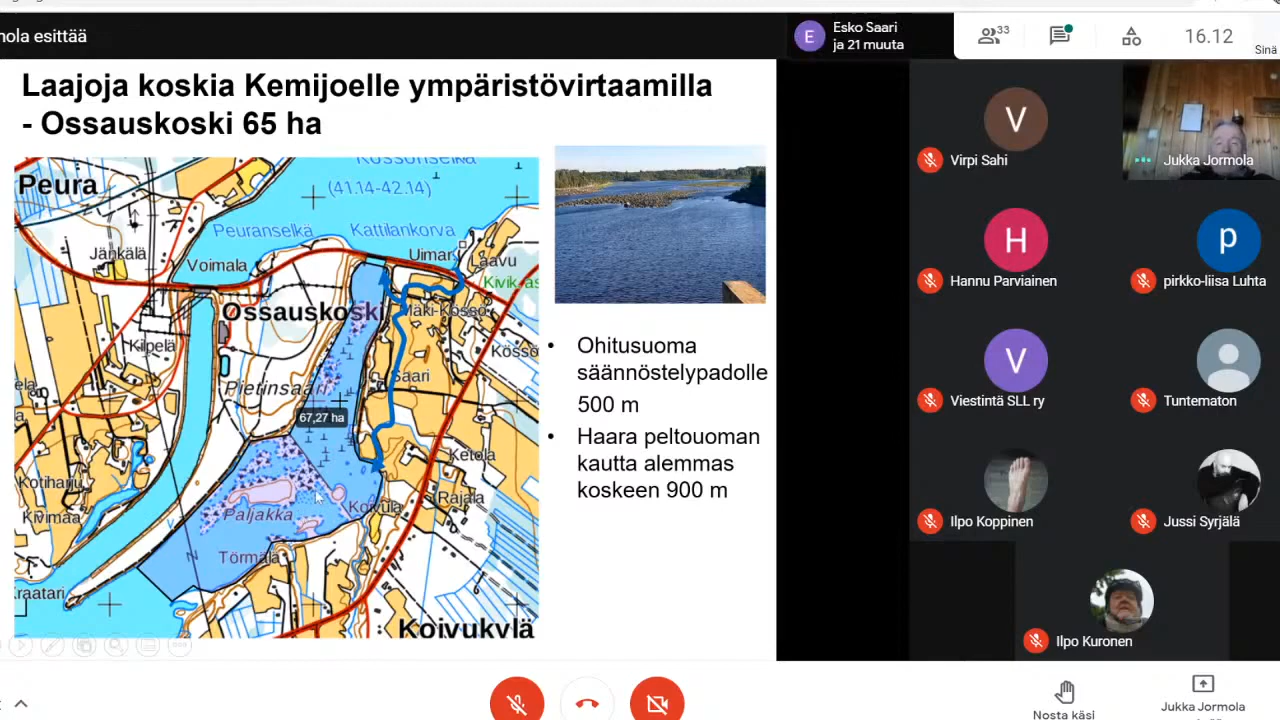 nola esittää
E
Esko Saari
ja 21 muuta
33
16.12
Sinä
Laajoja koskia Kemijoelle ympäristövirtaamilla
- Ossauskoski 65 ha
Peura
(41.14-42.14)
Peuranselkä
Kattilankorva
Jänkälä
Voimala
Uimar
Laavu
Kivik-as
Ossauskoski
Mäki-Kosso
Kilpelä
Kössö
Saari
Pietinsaari
67,27 ha
Ketola
Kotiharju
Rajala
Koivula
Kivimaa
Paljakka
Törmälä
raatari
Koivukylä
• Ohitusuoma
säännöstelypadolle
500 m
• Haara peltouoman
kautta alemmas
koskeen 900 m
V
Virpi Sahi
Jukka Jormola
H
Hannu Parviainen
p
pirkko-liisa Luhta
V
Viestintä SLL ry
Tuntematon
Ilpo Koppinen
Jussi Syrjälä
Ilpo Kuronen
Nosta käsi
Jukka Jormola